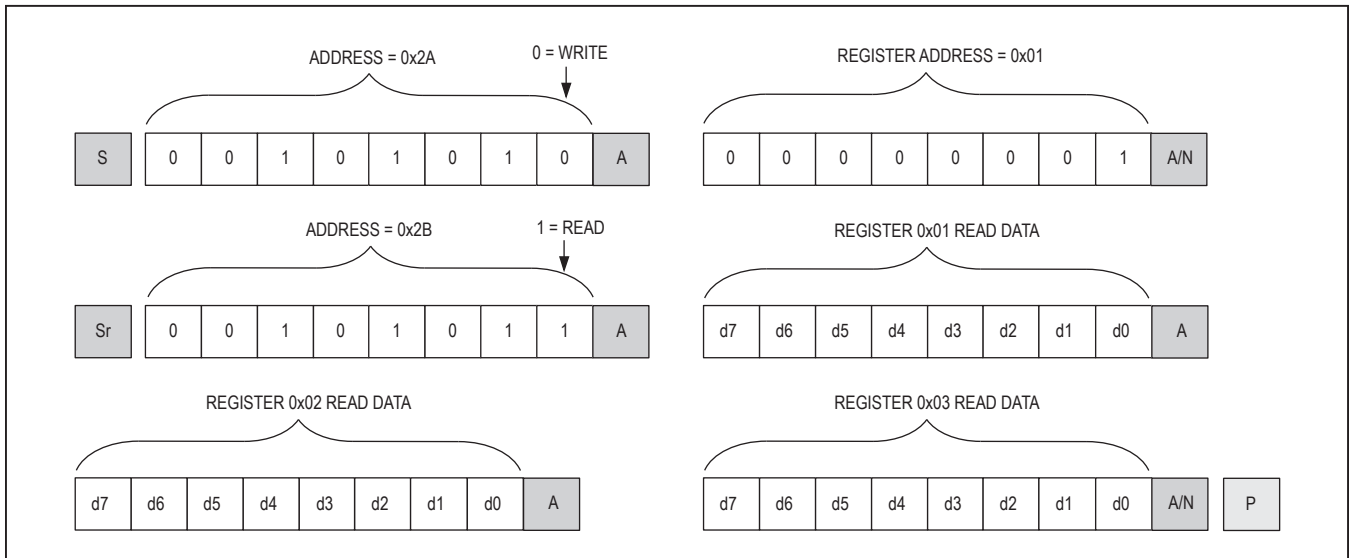 ADDRESS = 0x2A 0 = WRITE REGISTER ADDRESS = 0x01
S 0 0 1 0 1 0 1 0 A 0 0 0 0 0 0 0 1 A/N
ADDRESS = 0x2B 1 = READ REGISTER 0x01 READ DATA
Sr 0 0 1 0 1 0 1 1 A d7 d6 d5 d4 d3 d2 d1 d0 A
REGISTER 0x02 READ DATA REGISTER 0x03 READ DATA
d7 d6 d5 d4 d3 d2 d1 d0 A d7 d6 d5 d4 d3 d2 d1 d0 A/N P